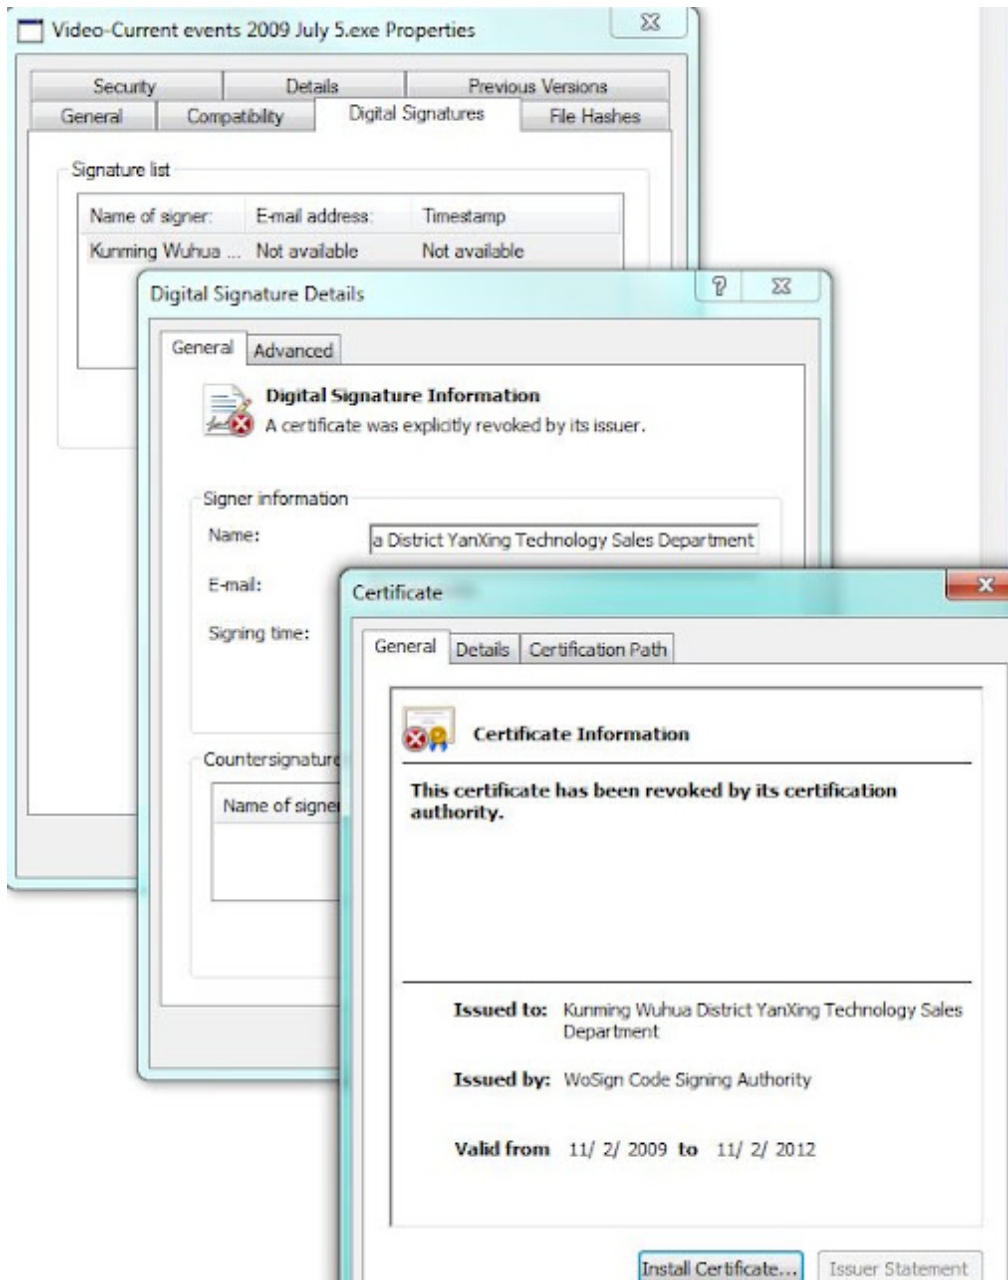 Video-Current events 2009 July 5.exe Properties
Security Details Previous Versions
General Compatibility Digital Signatures File Hashes
Signature list
Name of signer: E-mail address: Timestamp
Kunming Wuhua ... Not available Not available
Digital Signature Details
General Advanced
Digital Signature Information
A certificate was explicitly revoked by its issuer.
Signer information
Name: a District YanXing Technology Sales Department
E-mail:
Signing time:
Countersignature
Name of signe
Certificate
General Details Certification Path
Certificate Information
This certificate has been revoked by its certification
authority.
Issued to: Kunming Wuhua District YanXing Technology Sales
Department
Issued by: WoSign Code Signing Authority
Valid from 11/ 2/ 2009 to 11/ 2/ 2012
Install Certificate... Issuer Statement